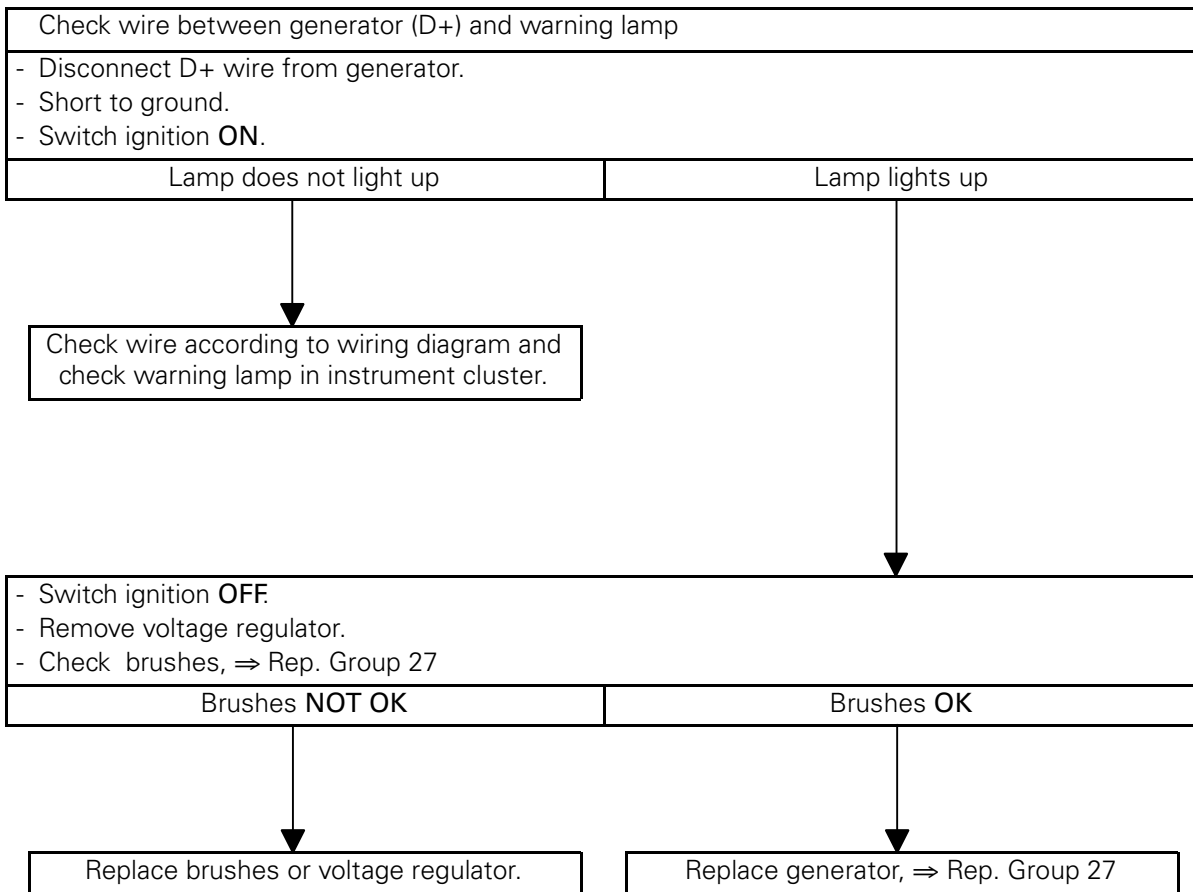 Check wire between generator (D+) and warning lamp
- Disconnect D+ wire from generator.
- Short to ground.
- Switch ignition ON.
Lamp does not light up
Lamp lights up
Check wire according to wiring diagram and
check warning lamp in instrument cluster.
- Switch ignition OFF.
- Remove voltage regulator.
- Check brushes, ⇒ Rep. Group 27
Brushes NOT OK
Brushes OK
Replace brushes or voltage regulator.
Replace generator, ⇒ Rep. Group 27